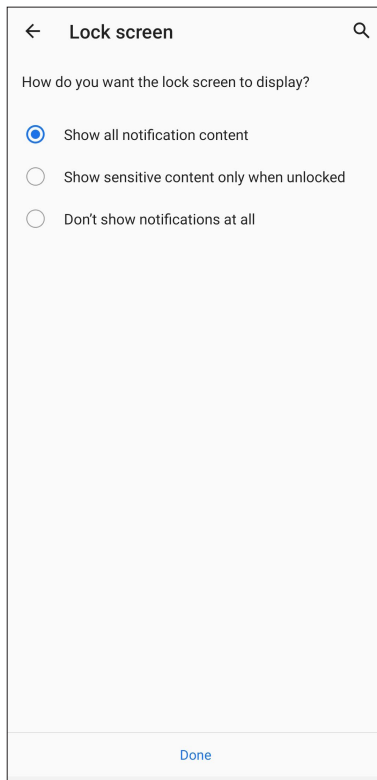 Lock screen
How do you want the lock screen to display?
Show all notification content
Show sensitive content only when unlocked
Don't show notifications at all
Done